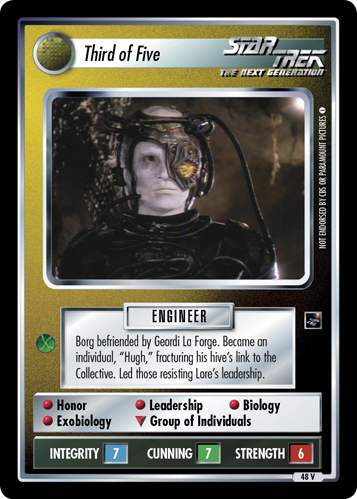 Third of Five
STAR TREK
THE NEXT GENERATION
NOT ENDORSED BY CBS OR PARAMOUNT PICTURES
ENGINEER
Borg befriended by Geordi La Forge. Became an
individual, “Hugh,” fracturing his hive’s link to the
Collective. Led those resisting Lore’s leadership.
Honor Leadership Biology
Exobiology Group of Individuals
INTEGRITY 7 CUNNING 7 STRENGTH 6
48 V